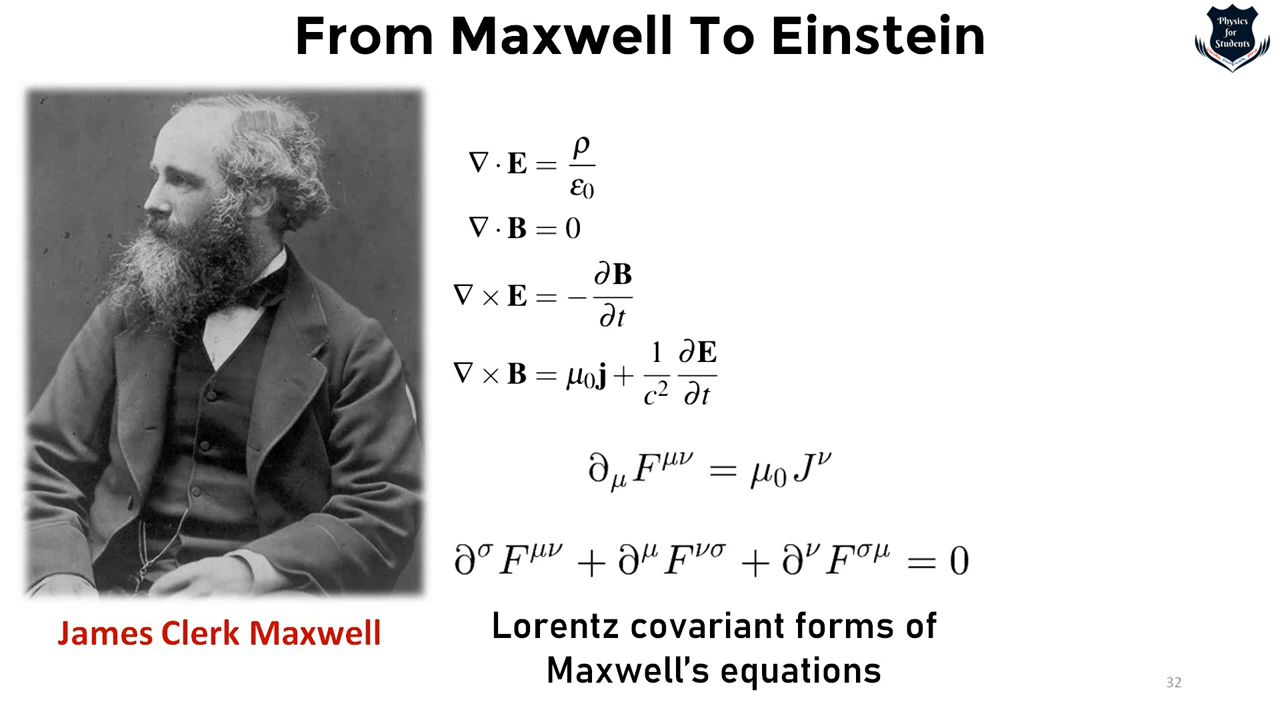 From Maxwell To Einstein
Physics
for
Students
∇ · E = ρ/ε₀
∇ · B = 0
∇ × E = −∂B/∂t
∇ × B = μ₀j + 1/c² ∂E/∂t
∂_μ F^{μν} = μ₀ J^ν
∂^σ F^{μν} + ∂^μ F^{νσ} + ∂^ν F^{σμ} = 0
James Clerk Maxwell
Lorentz covariant forms of
Maxwell's equations
32